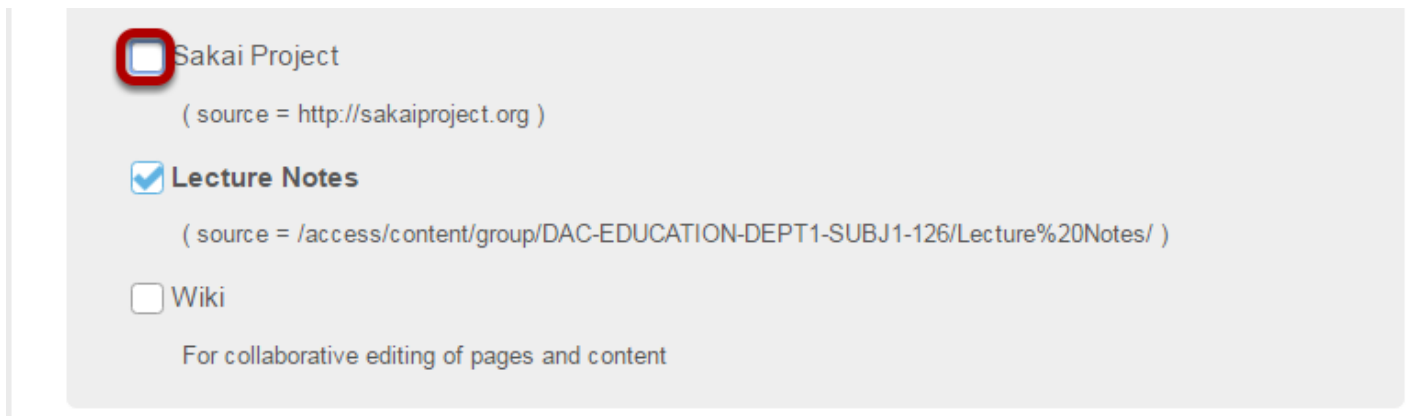 Sakai Project
( source = http://sakaiproject.org )
Lecture Notes
( source = /access/content/group/DAC-EDUCATION-DEPT1-SUBJ1-126/Lecture%20Notes/ )
Wiki
For collaborative editing of pages and content